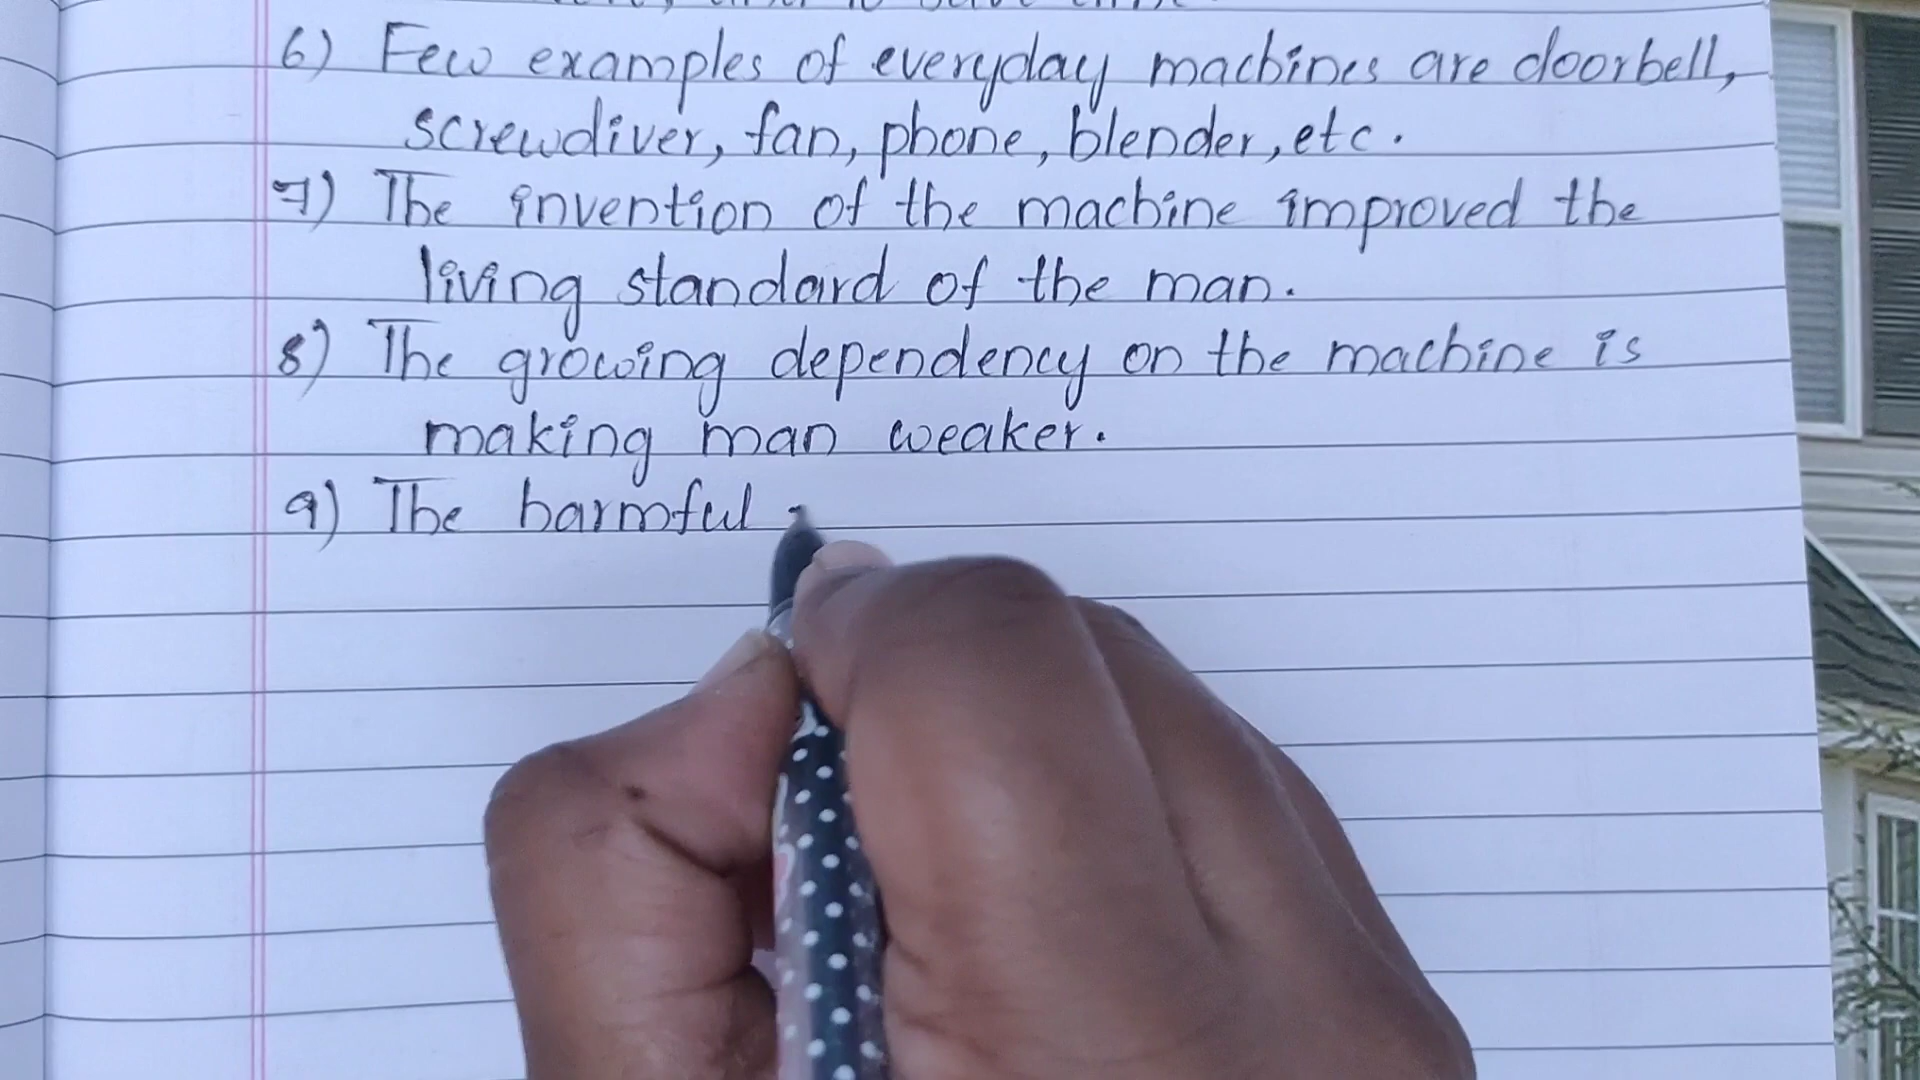 6) Few examples of everyday machines are doorbell,
screwdiver, fan, phone, blender, etc.
7) The invention of the machine improved the
living standard of the man.
8) The growing dependency on the machine is
making man weaker.
9) The harmful